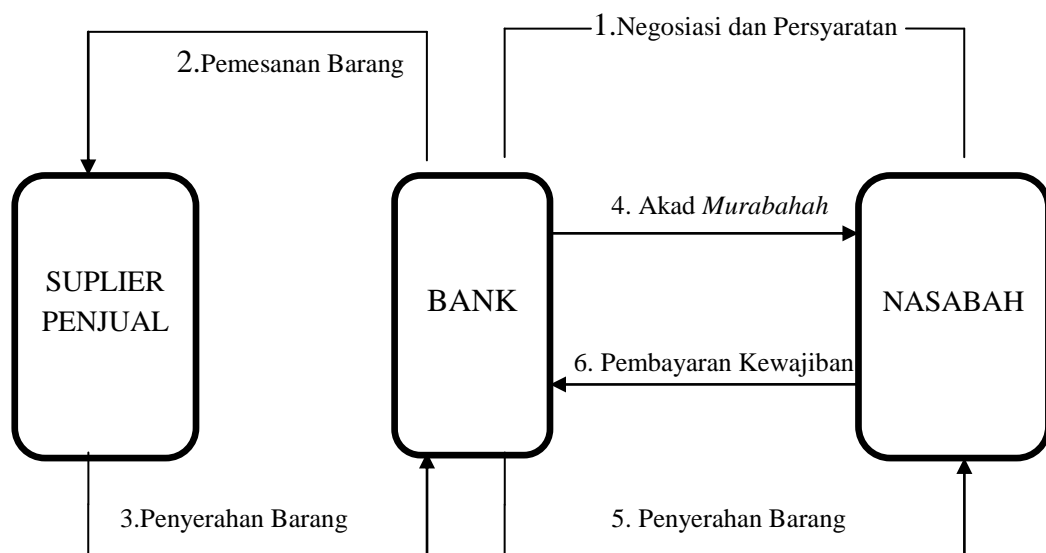 1.Negosiasi dan Persyaratan
2.Pemesanan Barang
4. Akad Murabahah
SUPLIER
PENJUAL
BANK
NASABAH
6. Pembayaran Kewajiban
3.Penyerahan Barang
5. Penyerahan Barang